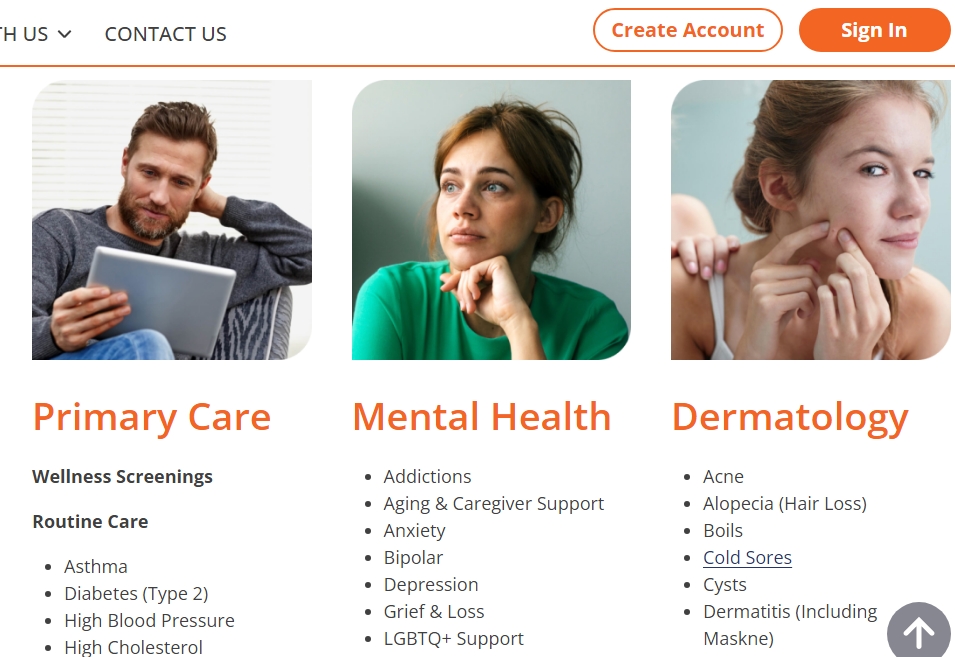 TH US
CONTACT US
Create Account
Sign In
Primary Care
Wellness Screenings
Routine Care
Asthma
Diabetes (Type 2)
High Blood Pressure
High Cholesterol
Mental Health
Addictions
Aging & Caregiver Support
Anxiety
Bipolar
Depression
Grief & Loss
LGBTQ+ Support
Dermatology
Acne
Alopecia (Hair Loss)
Boils
Cold Sores
Cysts
Dermatitis (Including
Maskne)